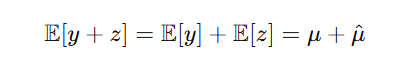 𝔼[y + z] = 𝔼[y] + 𝔼[z] = μ + μ̂